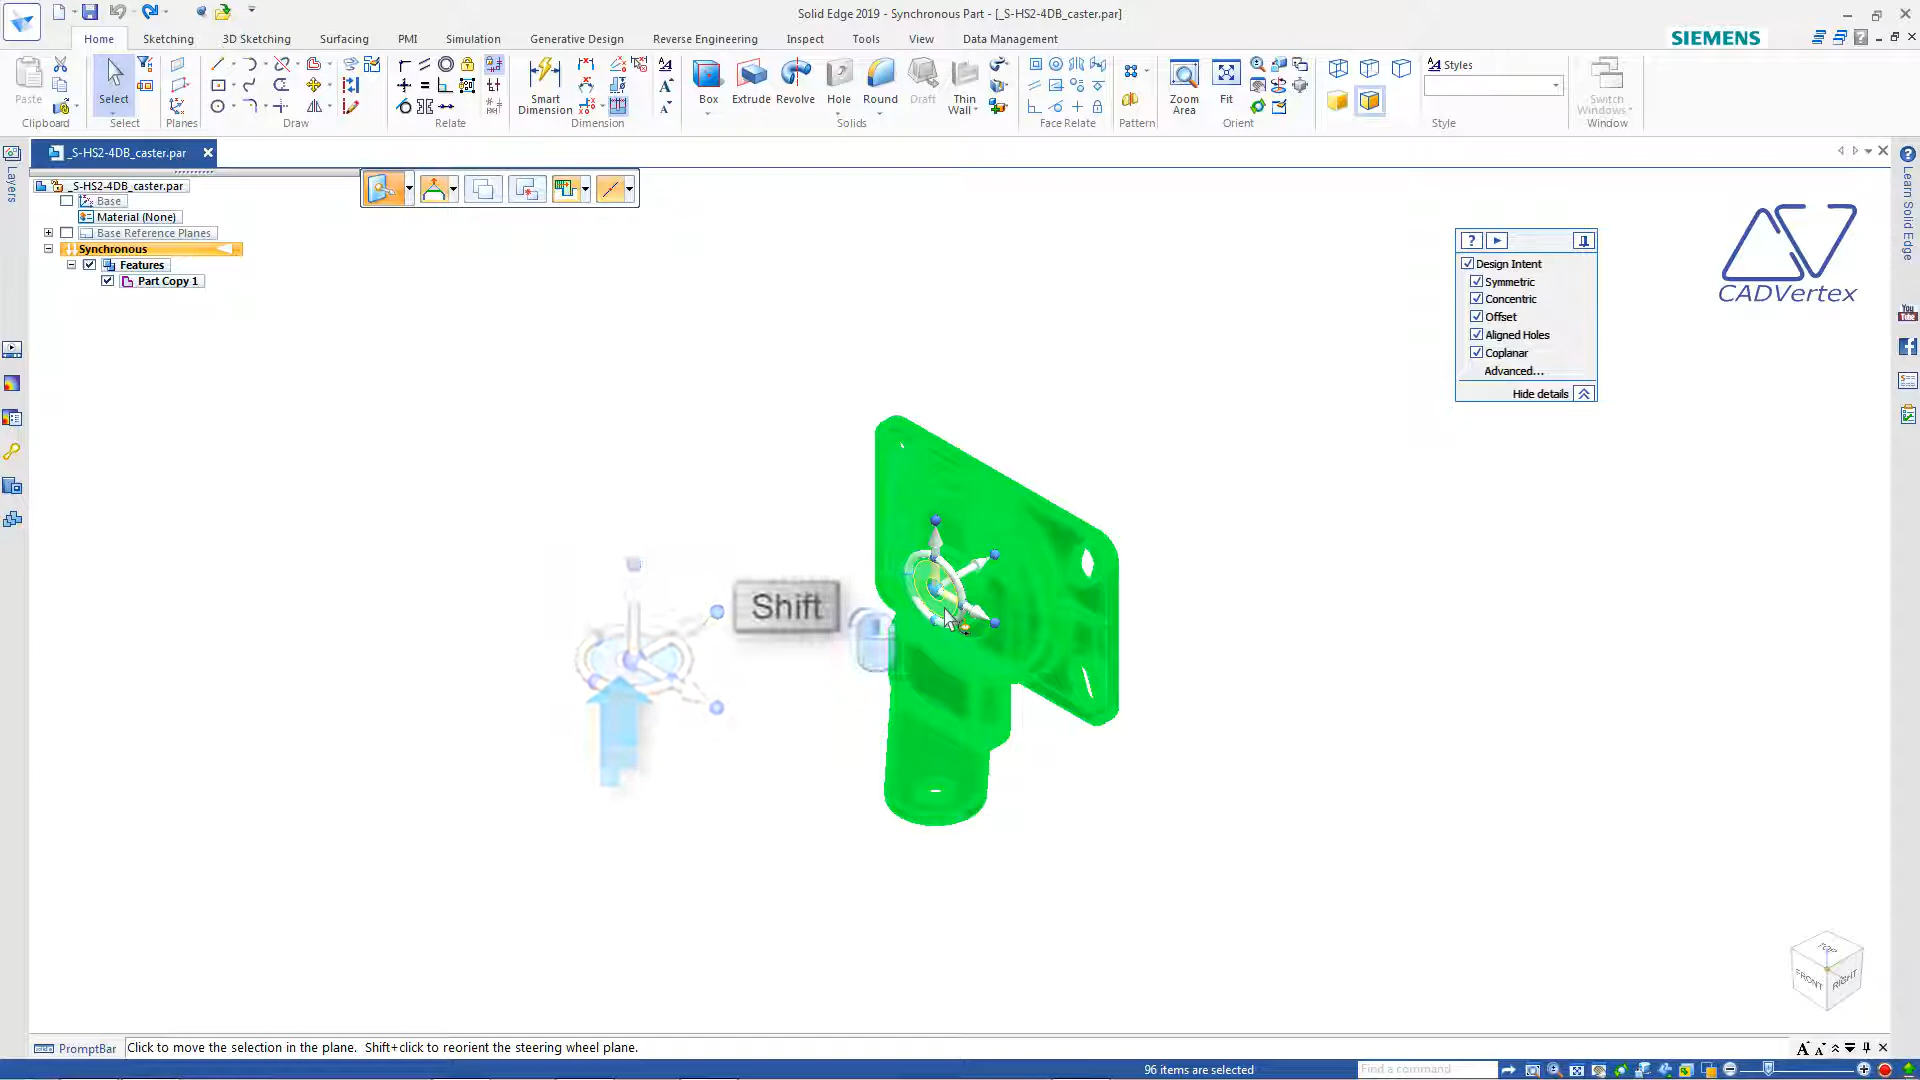 Solid Edge 2019 - Synchronous Part - [_S-HS2-4DB_caster.par]
Home
Sketching
3D Sketching
Surfacing
PMI
Simulation
Generative Design
Reverse Engineering
Inspect
Tools
View
Data Management
SIEMENS
Paste
Clipboard
Select
Select
Planes
Draw
Relate
Smart
Dimension
Dimension
Box
Extrude
Revolve
Hole
Round
Draft
Thin
Wall
Solids
Face Relate
Pattern
Zoom
Area
Fit
Orient
Styles
Style
Switch
Windows
Window
_S-HS2-4DB_caster.par
Layers
_S-HS2-4DB_caster.par
Base
Material (None)
Base Reference Planes
Synchronous
Features
Part Copy 1
Design Intent
Symmetric
Concentric
Offset
Aligned Holes
Coplanar
Advanced...
Hide details
CADVertex
Learn Solid Edge
You
Tube
Shift
TOP
FRONT
RIGHT
PromptBar
Click to move the selection in the plane.  Shift+click to reorient the steering wheel plane.
96 items are selected
Find a command